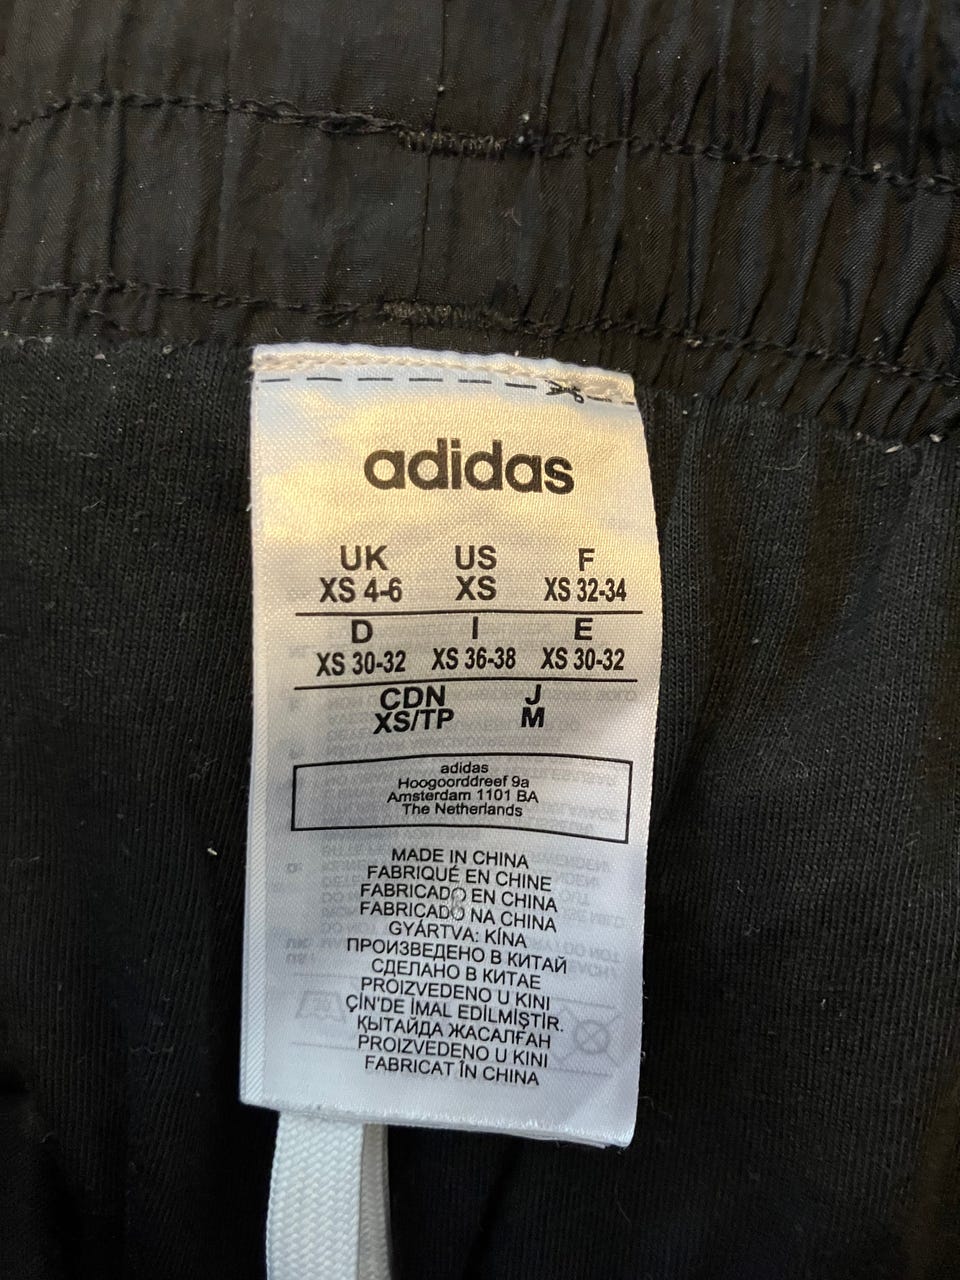 adidas
UK US F
XS 4-6 XS XS 32-34
D I E
XS 30-32 XS 36-38 XS 30-32
CDN J
XS/TP M
adidas
Hoogoorddreef 9a
Amsterdam 1101 BA
The Netherlands
MADE IN CHINA
FABRIQUÉ EN CHINE
FABRICADO EN CHINA
FABRICADO NA CHINA
GYÁRTVA: KÍNA
ПРОИЗВЕДЕНО В КИТАЙ
СДЕЛАНО В КИТАЕ
PROIZVEDENO U KINI
ÇİN'DE İMAL EDİLMİŞTİR.
ҚЫТАЙДА ЖАСАЛҒАН
PROIZVEDENO U KINI
FABRICAT ÎN CHINA